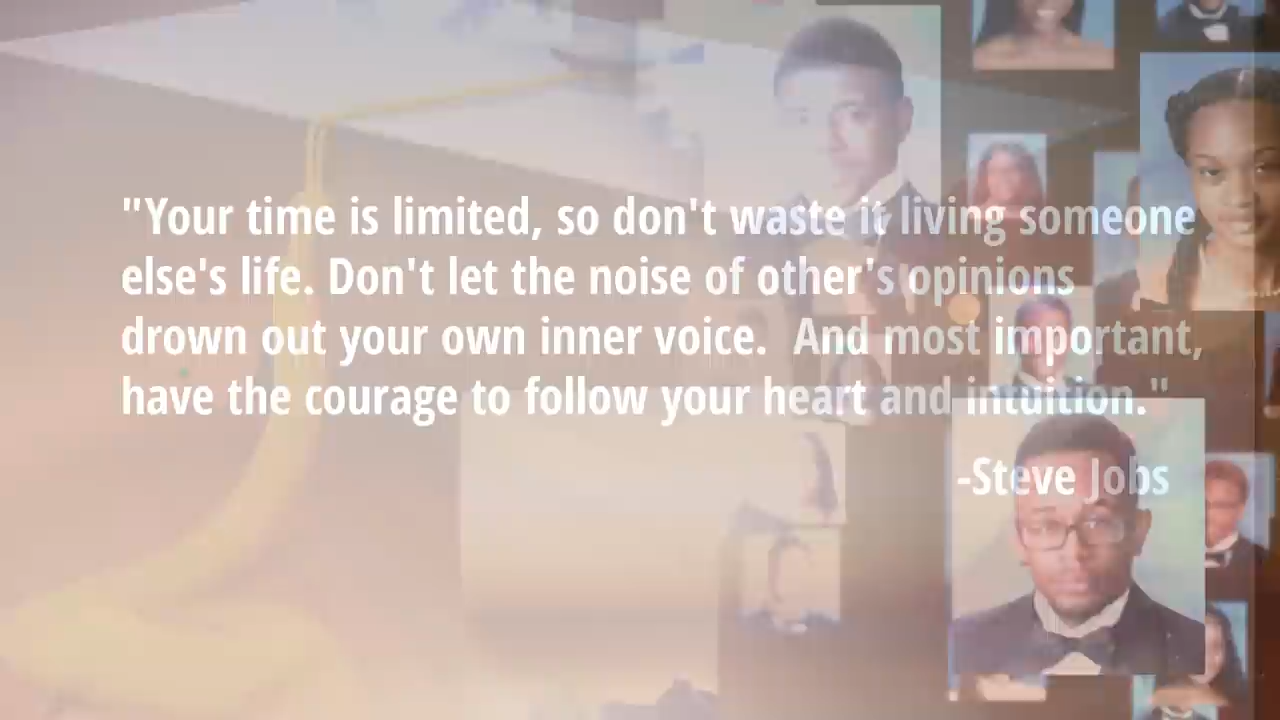 "Your time is limited, so don't waste it living someone
else's life. Don't let the noise of other's opinions
drown out your own inner voice.  And most important,
have the courage to follow your heart and intuition."
-Steve Jobs